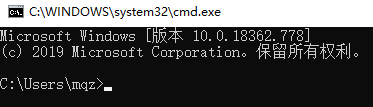 C:\WINDOWS\system32\cmd.exe
Microsoft Windows [版本 10.0.18362.778]
(c) 2019 Microsoft Corporation。保留所有权利。
C:\Users\mqz>